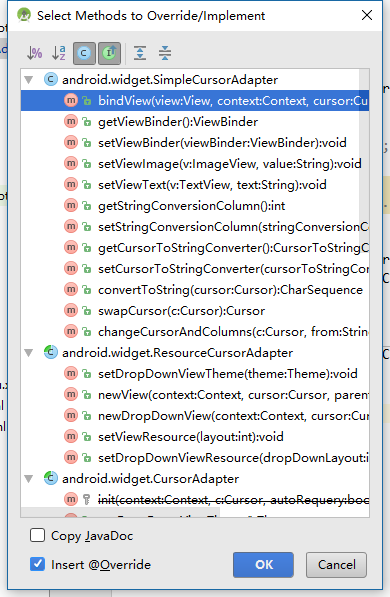 Select Methods to Override/Implement
android.widget.SimpleCursorAdapter
bindView(view:View, context:Context, cursor:Cu
getViewBinder():ViewBinder
setViewBinder(viewBinder:ViewBinder):void
setViewImage(v:ImageView, value:String):void
setViewText(v:TextView, text:String):void
getStringConversionColumn():int
setStringConversionColumn(stringConversionC
getCursorToStringConverter():CursorToStringC
setCursorToStringConverter(cursorToStringCon
convertToString(cursor:Cursor):CharSequence
swapCursor(c:Cursor):Cursor
changeCursorAndColumns(c:Cursor, from:Strin
android.widget.ResourceCursorAdapter
setDropDownViewTheme(theme:Theme):void
newView(context:Context, cursor:Cursor, paren
newDropDownView(context:Context, cursor:Cu
setViewResource(layout:int):void
setDropDownViewResource(dropDownLayout:i
android.widget.CursorAdapter
init(context:Context, c:Cursor, autoRequery:boo
Copy JavaDoc
Insert @Override
OK
Cancel